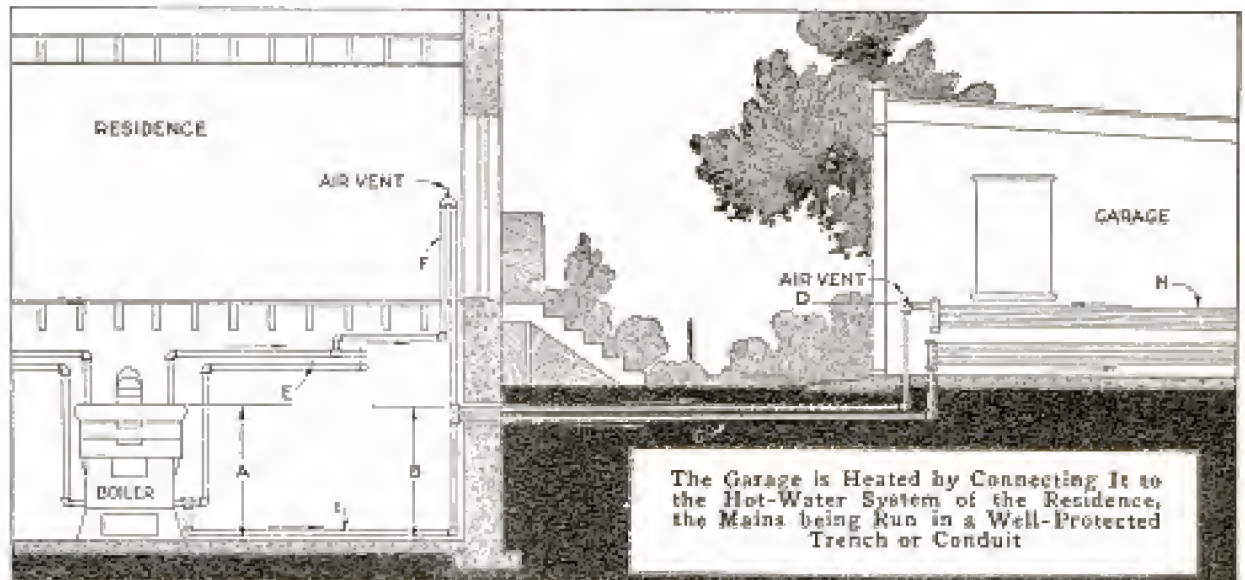 RESIDENCE
AIR VENT
F
GARAGE
AIR VENT
D
H
E
A
B
BOILER
The Garage is Heated by Connecting It to
the Hot-Water System of the Residence,
the Mains being Run in a Well-Protected
Trench or Conduit